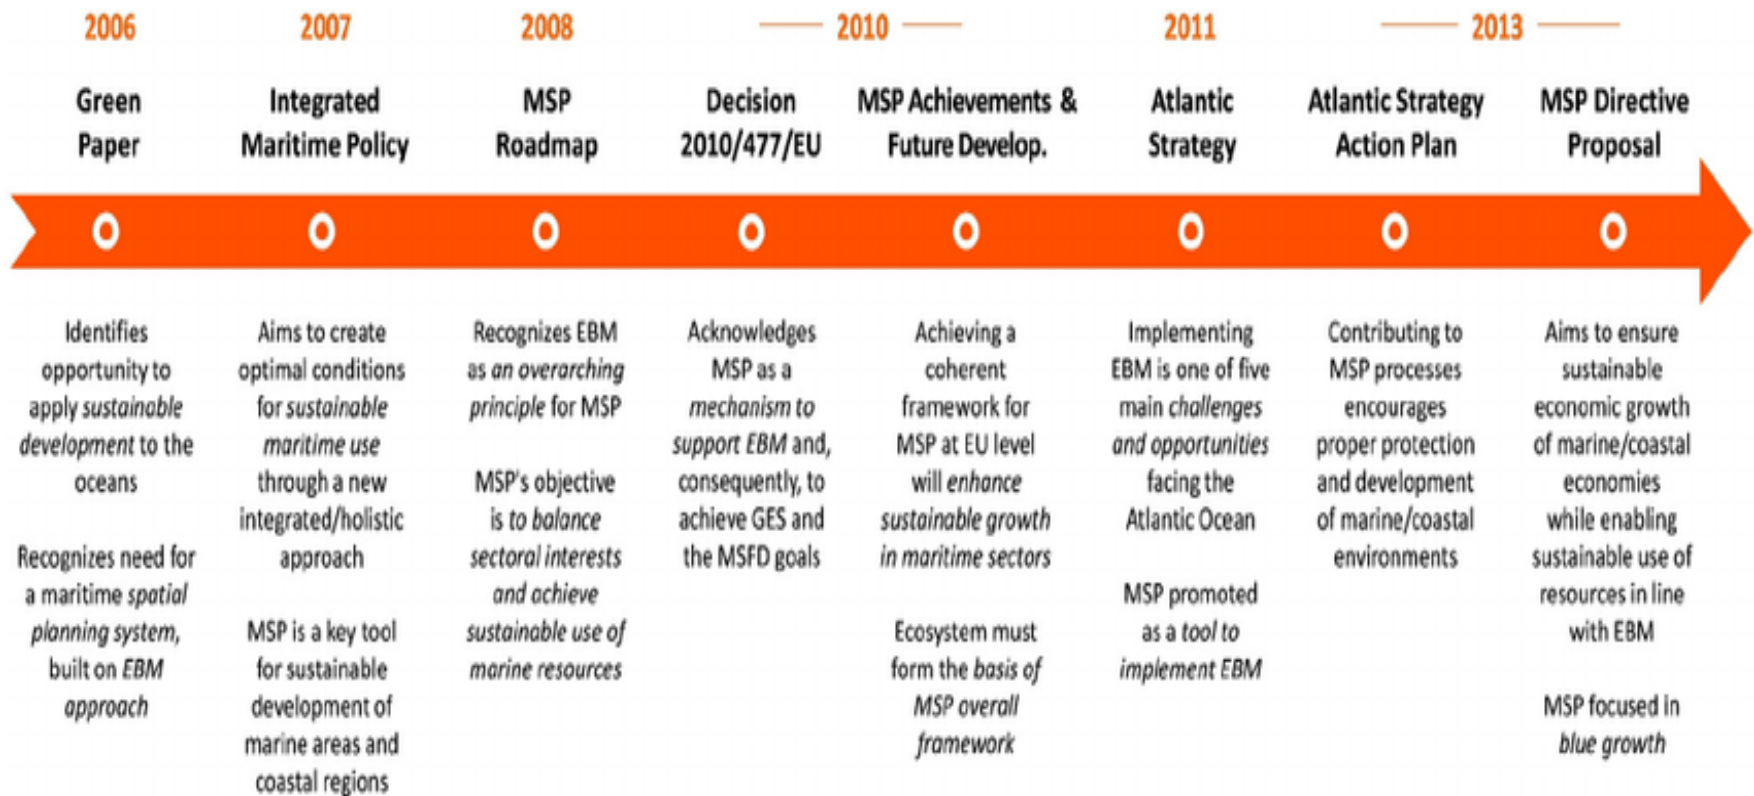 2006
2007
2008
2010
2011
2013
Green
Paper
Integrated
Maritime Policy
MSP
Roadmap
Decision
2010/477/EU
MSP Achievements &
Future Develop.
Atlantic
Strategy
Atlantic Strategy
Action Plan
MSP Directive
Proposal
Identifies
opportunity to
apply sustainable
development to the
oceans
Recognizes need for
a maritime spatial
planning system,
built on EBM
approach
Aims to create
optimal conditions
for sustainable
maritime use
through a new
integrated/holistic
approach
MSP is a key tool
for sustainable
development of
marine areas and
coastal regions
Recognizes EBM
as an overarching
principle for MSP
MSP's objective
is to balance
sectoral interests
and achieve
sustainable use of
marine resources
Acknowledges
MSP as a
mechanism to
support EBM and,
consequently, to
achieve GES and
the MSFD goals
Achieving a
coherent
framework for
MSP at EU level
will enhance
sustainable growth
in maritime sectors
Ecosystem must
form the basis of
MSP overall
framework
Implementing
EBM is one of five
main challenges
and opportunities
facing the
Atlantic Ocean
MSP promoted
as a tool to
implement EBM
Contributing to
MSP processes
encourages
proper protection
and development
of marine/coastal
environments
Aims to ensure
sustainable
economic growth
of marine/coastal
economies
while enabling
sustainable use of
resources in line
with EBM
MSP focused in
blue growth